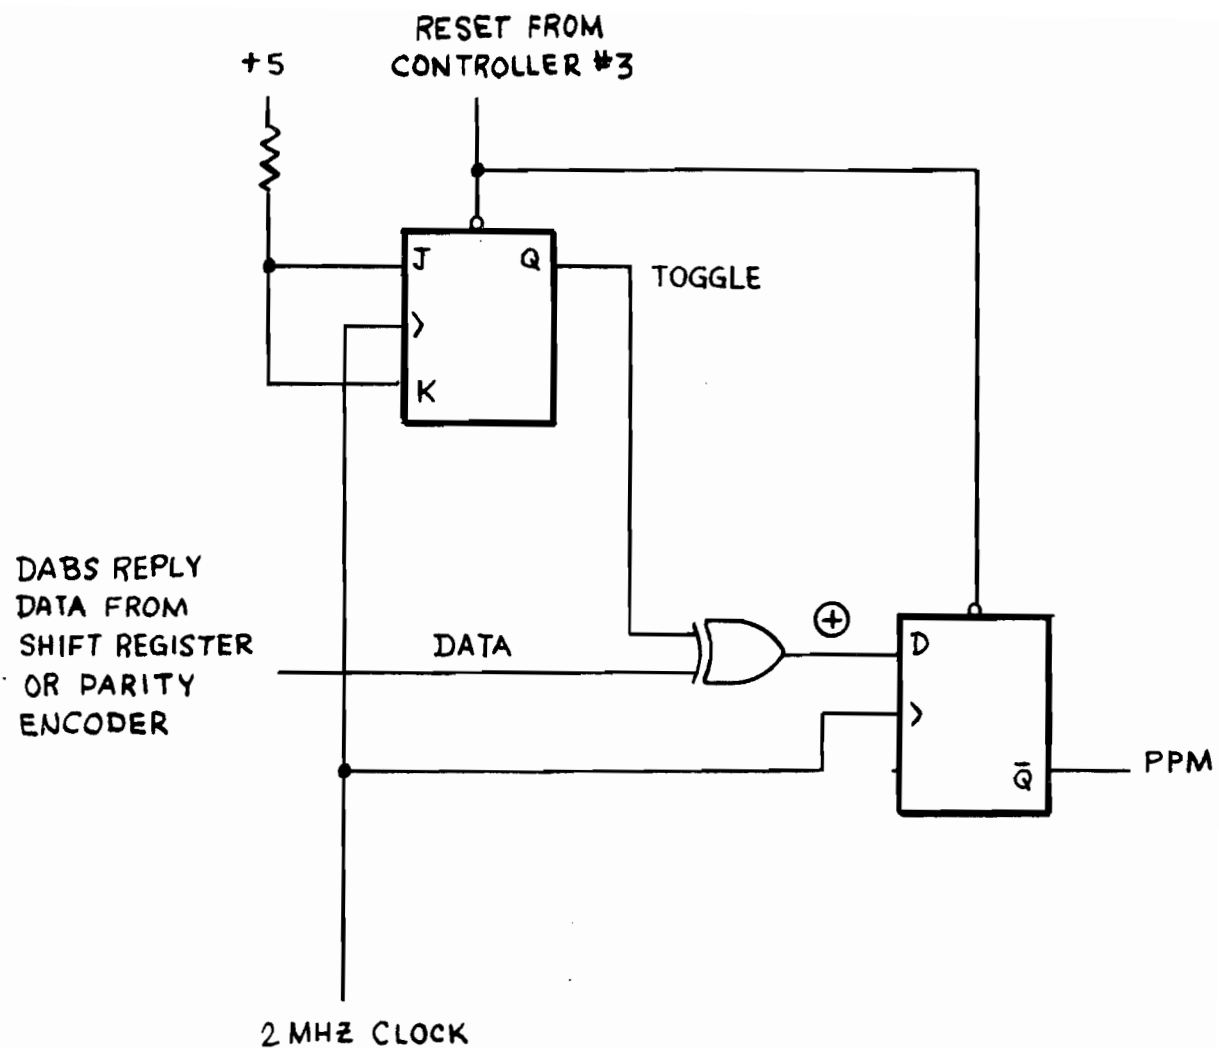 RESET FROM
CONTROLLER #3
+5
J
Q
TOGGLE
>
K
DABS REPLY
DATA FROM
SHIFT REGISTER
OR PARITY
ENCODER
DATA
+
D
>
Q̅
PPM
2 MHZ CLOCK